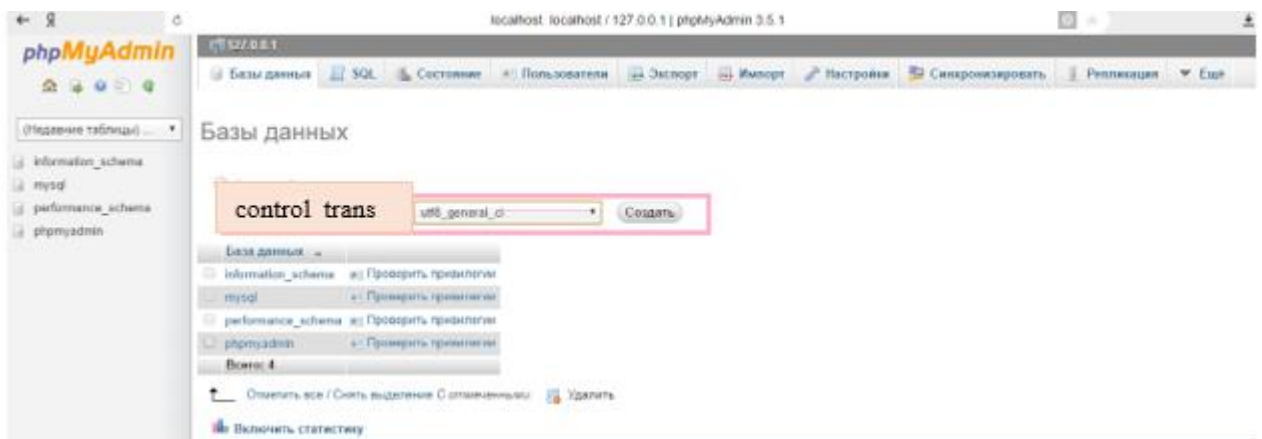 localhost: localhost / 127.0.0.1 | phpMyAdmin 3.5.1
phpMyAdmin
127.0.0.1
Базы данных SQL Состояние Пользователи Экспорт Импорт Настройки Синхронизировать Репликация Еще
(Недавние таблицы) ...
Базы данных
information_schema
mysql
performance_schema
phpmyadmin
control trans
utf8_general_ci
Создать
База данных
information_schema Проверить привилегии
mysql Проверить привилегии
performance_schema Проверить привилегии
phpmyadmin Проверить привилегии
Всего: 4
Отметить все / Снять выделение С отмеченными: Удалить
Включить статистику